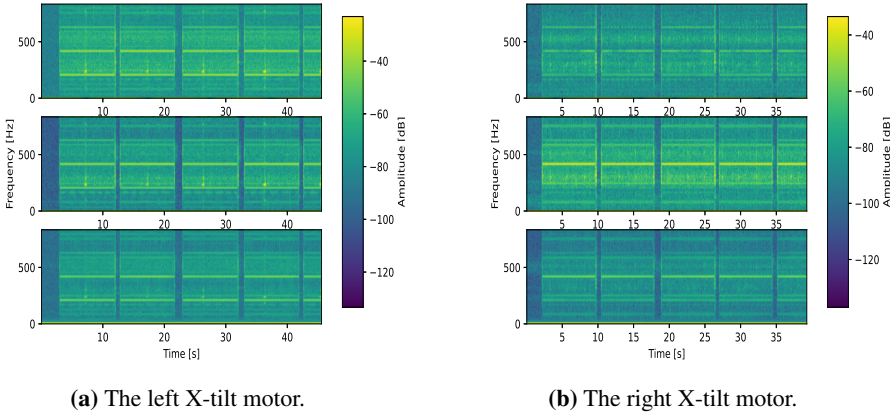 500
0
10 20 30 40
500
0
10 20 30 40
500
0
10 20 30 40
Frequency [Hz]
Time [s]
−40
−60
−80
−100
−120
Amplitude [dB]
500
0
5 10 15 20 25 30 35
500
0
5 10 15 20 25 30 35
500
0
5 10 15 20 25 30 35
Frequency [Hz]
Time [s]
−40
−60
−80
−100
−120
Amplitude [dB]
(a) The left X-tilt motor.
(b) The right X-tilt motor.